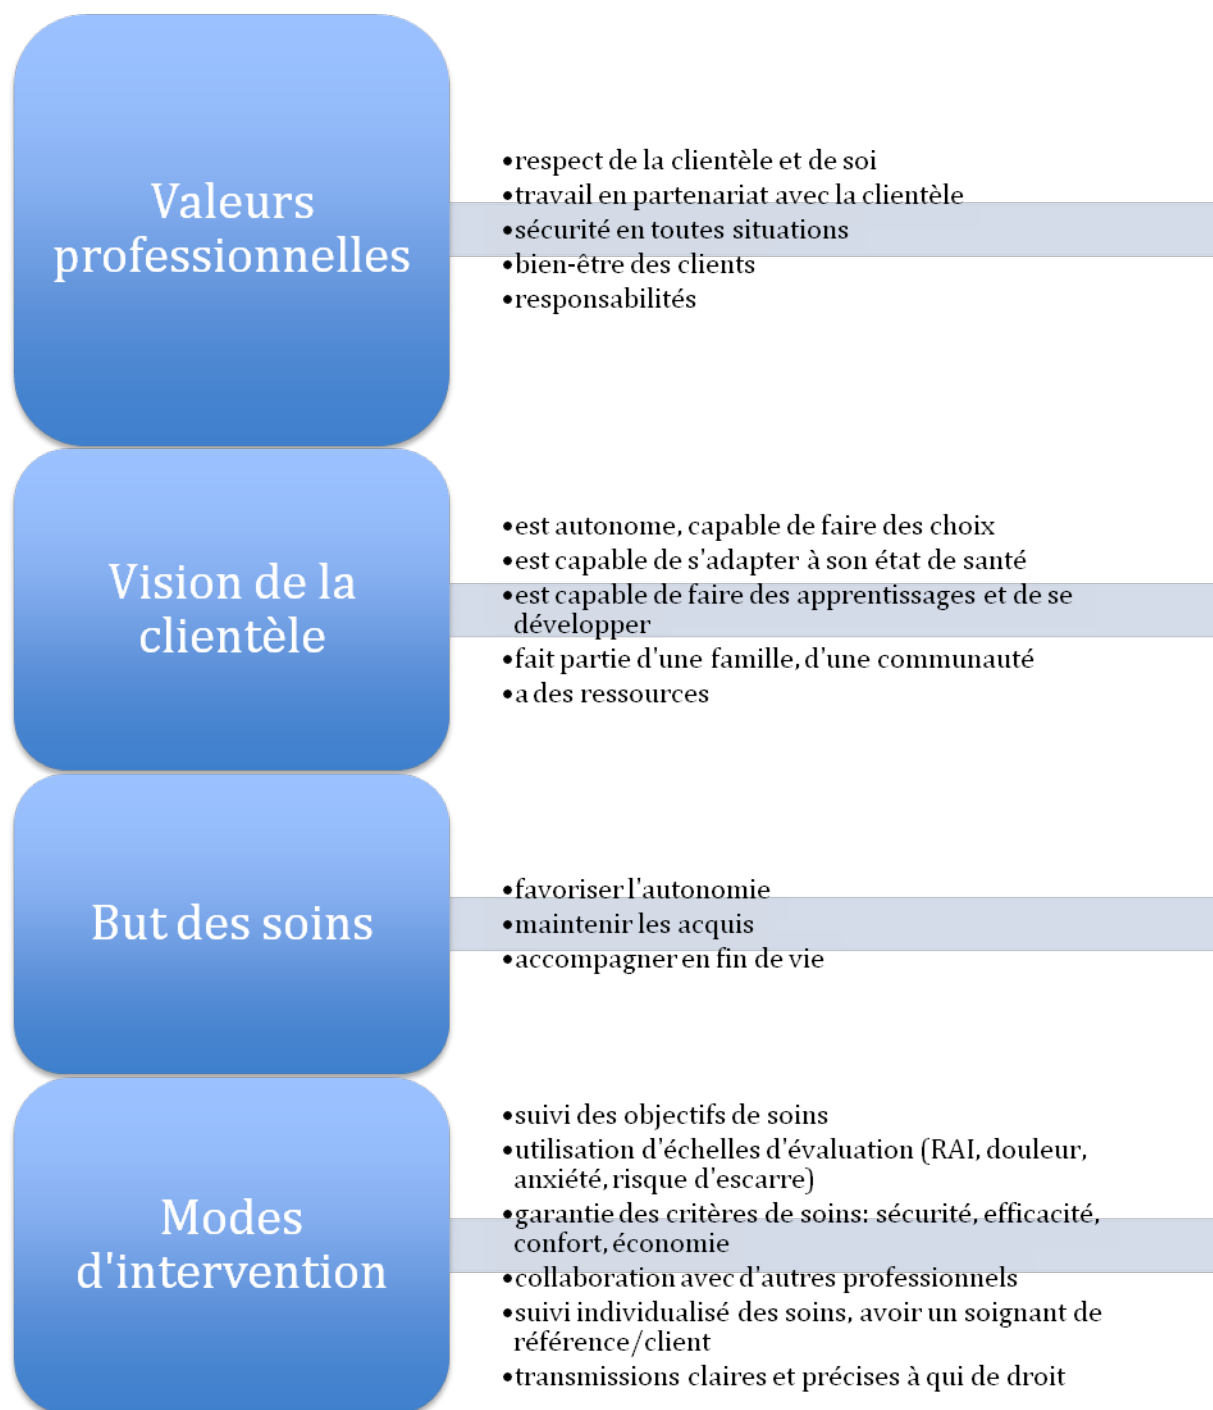 Valeurs
professionnelles
•respect de la clientèle et de soi
•travail en partenariat avec la clientèle
•sécurité en toutes situations
•bien-être des clients
•responsabilités
Vision de la
clientèle
•est autonome, capable de faire des choix
•est capable de s'adapter à son état de santé
•est capable de faire des apprentissages et de se
développer
•fait partie d'une famille, d'une communauté
•a des ressources
But des soins
•favoriser l'autonomie
•maintenir les acquis
•accompagner en fin de vie
Modes
d'intervention
•suivi des objectifs de soins
•utilisation d'échelles d'évaluation (RAI, douleur,
anxiété, risque d'escarre)
•garantie des critères de soins: sécurité, efficacité,
confort, économie
•collaboration avec d'autres professionnels
•suivi individualisé des soins, avoir un soignant de
référence/client
•transmissions claires et précises à qui de droit